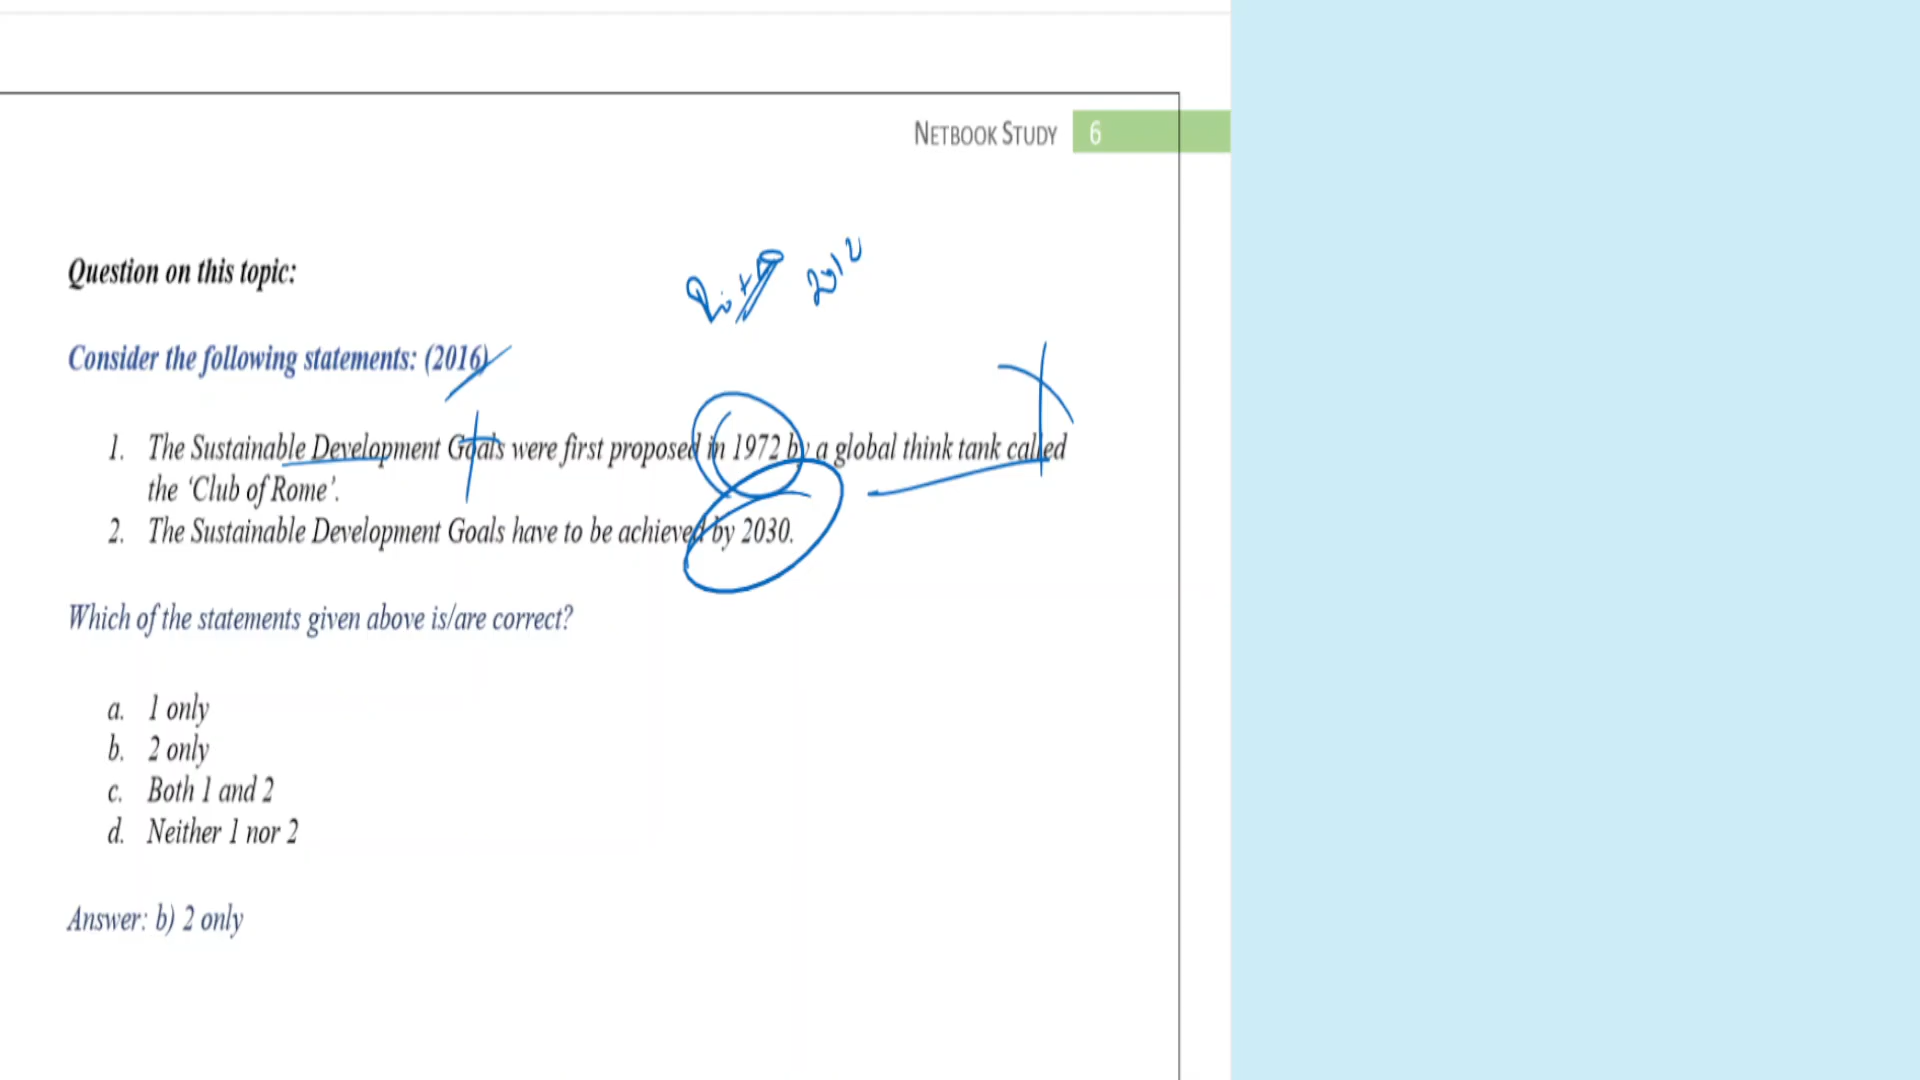 NETBOOK STUDY 6
Question on this topic:
2012
Consider the following statements: (2016)
1. The Sustainable Development Goals were first proposed in 1972 by a global think tank called
the ‘Club of Rome’.
2. The Sustainable Development Goals have to be achieved by 2030.
Which of the statements given above is/are correct?
a. 1 only
b. 2 only
c. Both 1 and 2
d. Neither 1 nor 2
Answer: b) 2 only